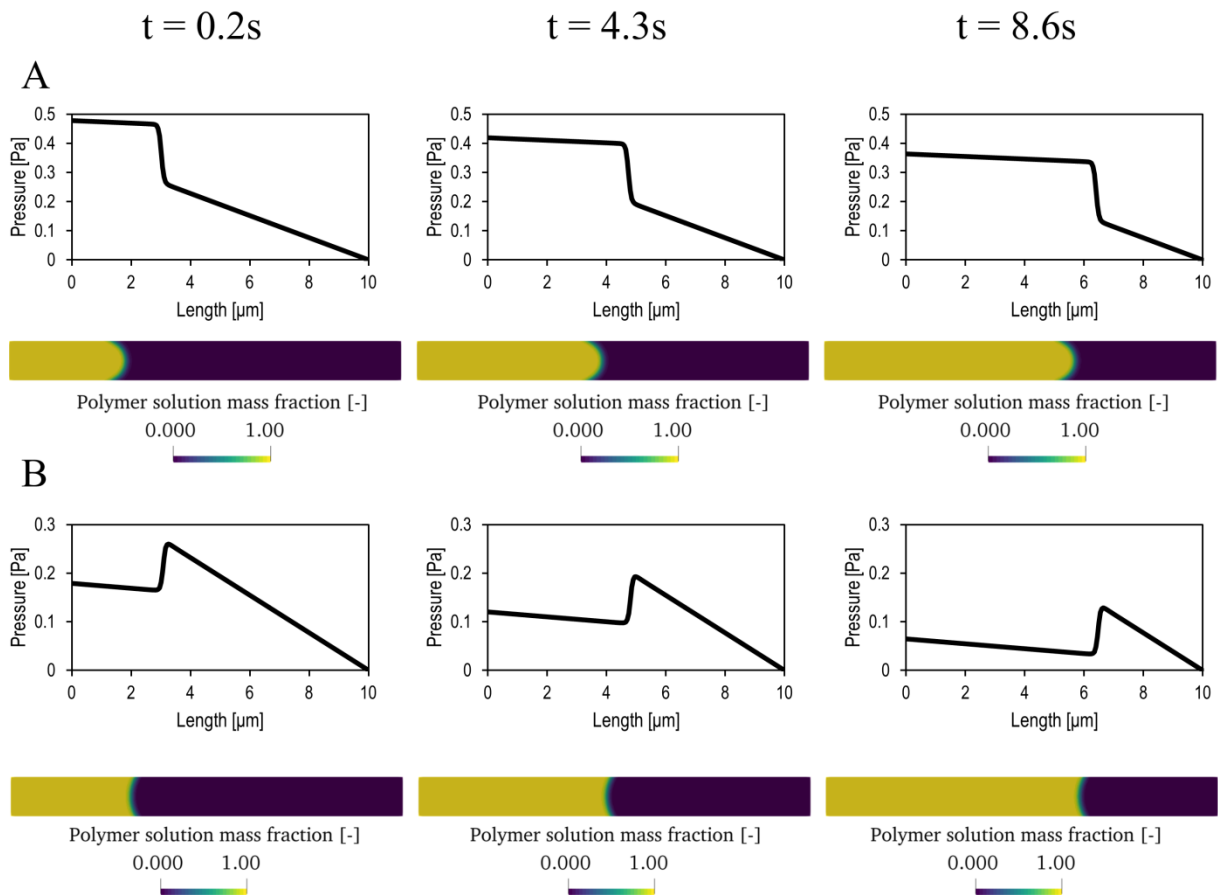 t = 0.2s t = 4.3s t = 8.6s
A
0.5 0.5 0.5
0.4 0.4 0.4
0.3 0.3 0.3
0.2 0.2 0.2
0.1 0.1 0.1
0 0 0
Pressure [Pa] Pressure [Pa] Pressure [Pa]
0 2 4 6 8 10 0 2 4 6 8 10 0 2 4 6 8 10
Length [µm] Length [µm] Length [µm]
Polymer solution mass fraction [-] Polymer solution mass fraction [-] Polymer solution mass fraction [-]
0.000 1.00 0.000 1.00 0.000 1.00
B
0.3 0.3 0.3
0.2 0.2 0.2
0.1 0.1 0.1
0 0 0
Pressure [Pa] Pressure [Pa] Pressure [Pa]
0 2 4 6 8 10 0 2 4 6 8 10 0 2 4 6 8 10
Length [µm] Length [µm] Length [µm]
Polymer solution mass fraction [-] Polymer solution mass fraction [-] Polymer solution mass fraction [-]
0.000 1.00 0.000 1.00 0.000 1.00